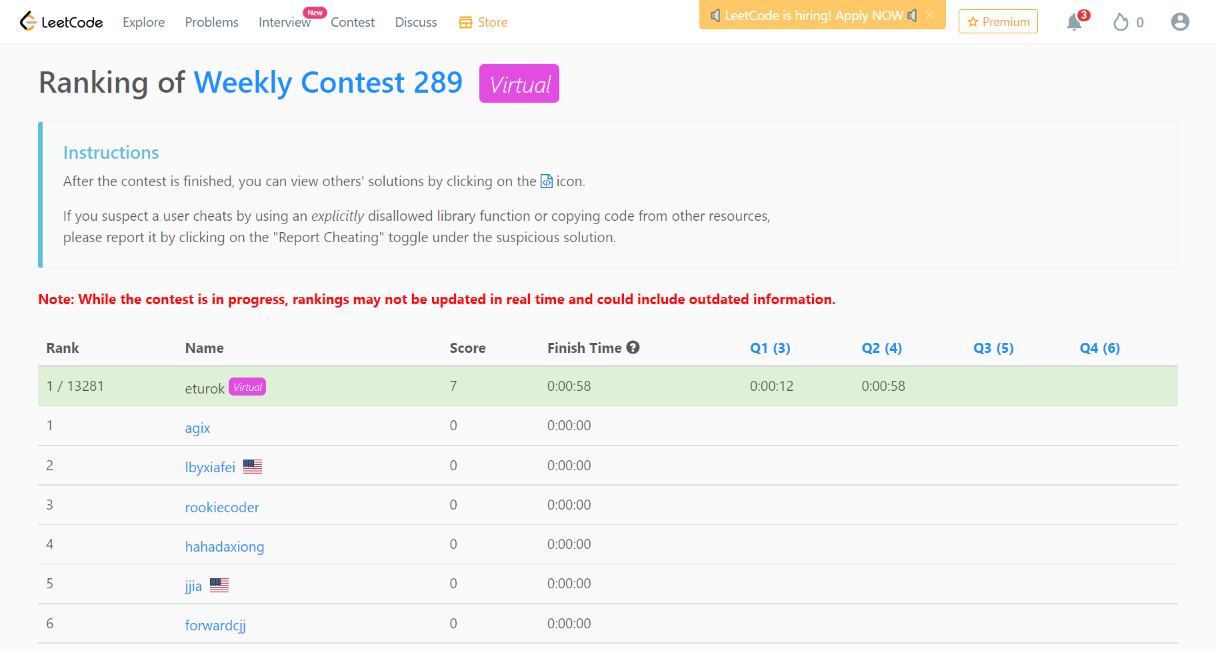 LeetCode Explore Problems Interview New Contest Discuss Store LeetCode is hiring! Apply NOW. × Premium 3 0
Ranking of Weekly Contest 289 Virtual
Instructions
After the contest is finished, you can view others' solutions by clicking on the icon.
If you suspect a user cheats by using an explicitly disallowed library function or copying code from other resources,
please report it by clicking on the "Report Cheating" toggle under the suspicious solution.
Note: While the contest is in progress, rankings may not be updated in real time and could include outdated information.
Rank Name Score Finish Time ? Q1 (3) Q2 (4) Q3 (5) Q4 (6)
1 / 13281 eturok Virtual 7 0:00:58 0:00:12 0:00:58
1 agix 0 0:00:00
2 lbyxiafei 0 0:00:00
3 rookiecoder 0 0:00:00
4 hahadaxiong 0 0:00:00
5 jjia 0 0:00:00
6 forwardcjj 0 0:00:00